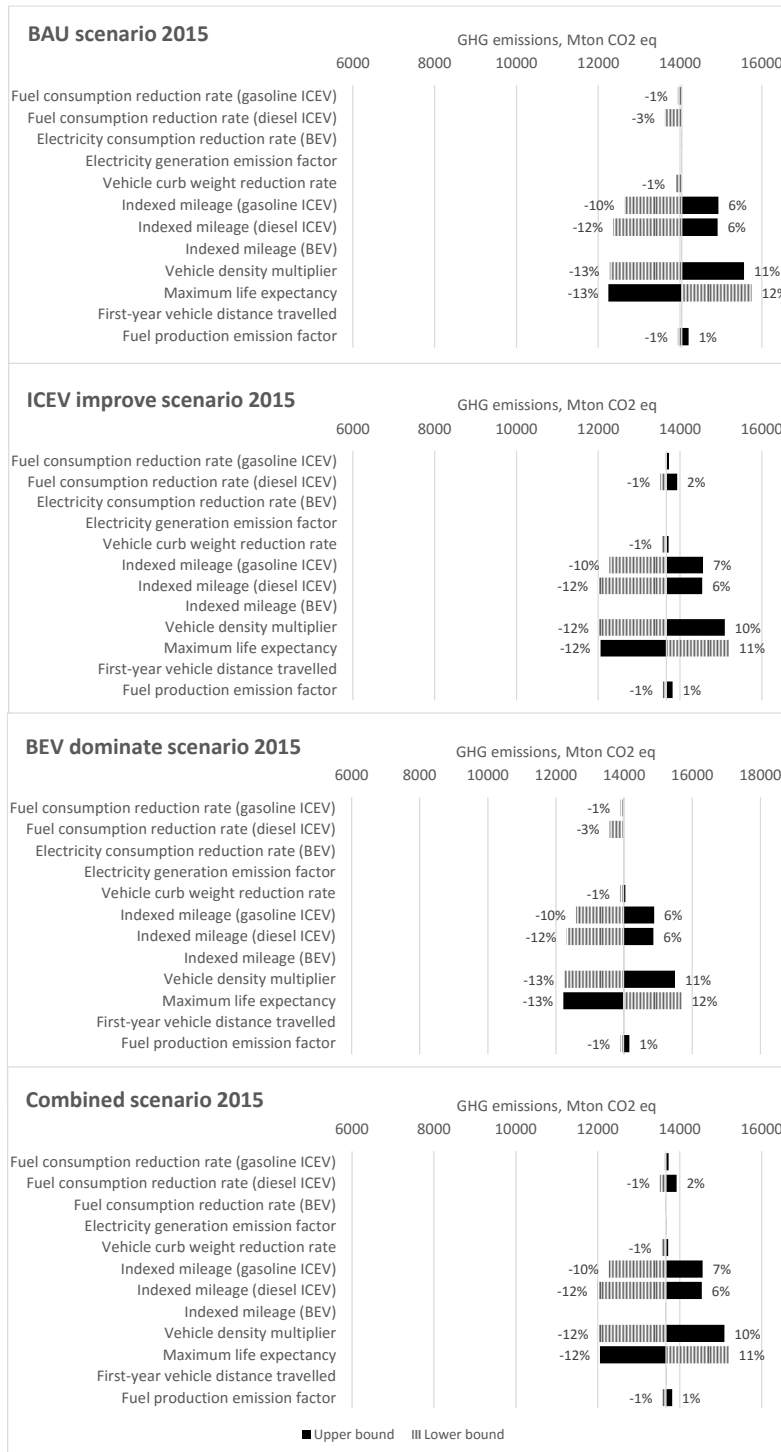 BAU scenario 2015
GHG emissions, Mton CO2 eq
6000 8000 10000 12000 14000 16000
Fuel consumption reduction rate (gasoline ICEV) -1%
Fuel consumption reduction rate (diesel ICEV) -3%
Electricity consumption reduction rate (BEV)
Electricity generation emission factor
Vehicle curb weight reduction rate -1%
Indexed mileage (gasoline ICEV) -10% 6%
Indexed mileage (diesel ICEV) -12% 6%
Indexed mileage (BEV)
Vehicle density multiplier -13% 11%
Maximum life expectancy -13% 12%
First-year vehicle distance travelled
Fuel production emission factor -1% 1%
ICEV improve scenario 2015
GHG emissions, Mton CO2 eq
6000 8000 10000 12000 14000 16000
Fuel consumption reduction rate (gasoline ICEV)
Fuel consumption reduction rate (diesel ICEV) -1% 2%
Electricity consumption reduction rate (BEV)
Electricity generation emission factor
Vehicle curb weight reduction rate -1%
Indexed mileage (gasoline ICEV) -10% 7%
Indexed mileage (diesel ICEV) -12% 6%
Indexed mileage (BEV)
Vehicle density multiplier -12% 10%
Maximum life expectancy -12% 11%
First-year vehicle distance travelled
Fuel production emission factor -1% 1%
BEV dominate scenario 2015
GHG emissions, Mton CO2 eq
6000 8000 10000 12000 14000 16000 18000
Fuel consumption reduction rate (gasoline ICEV) -1%
Fuel consumption reduction rate (diesel ICEV) -3%
Electricity consumption reduction rate (BEV)
Electricity generation emission factor
Vehicle curb weight reduction rate -1%
Indexed mileage (gasoline ICEV) -10% 6%
Indexed mileage (diesel ICEV) -12% 6%
Indexed mileage (BEV)
Vehicle density multiplier -13% 11%
Maximum life expectancy -13% 12%
First-year vehicle distance travelled
Fuel production emission factor -1% 1%
Combined scenario 2015
GHG emissions, Mton CO2 eq
6000 8000 10000 12000 14000 16000
Fuel consumption reduction rate (gasoline ICEV)
Fuel consumption reduction rate (diesel ICEV) -1% 2%
Fuel consumption reduction rate (BEV)
Electricity generation emission factor
Vehicle curb weight reduction rate -1%
Indexed mileage (gasoline ICEV) -10% 7%
Indexed mileage (diesel ICEV) -12% 6%
Indexed mileage (BEV)
Vehicle density multiplier -12% 10%
Maximum life expectancy -12% 11%
First-year vehicle distance travelled
Fuel production emission factor -1% 1%
Upper bound Lower bound